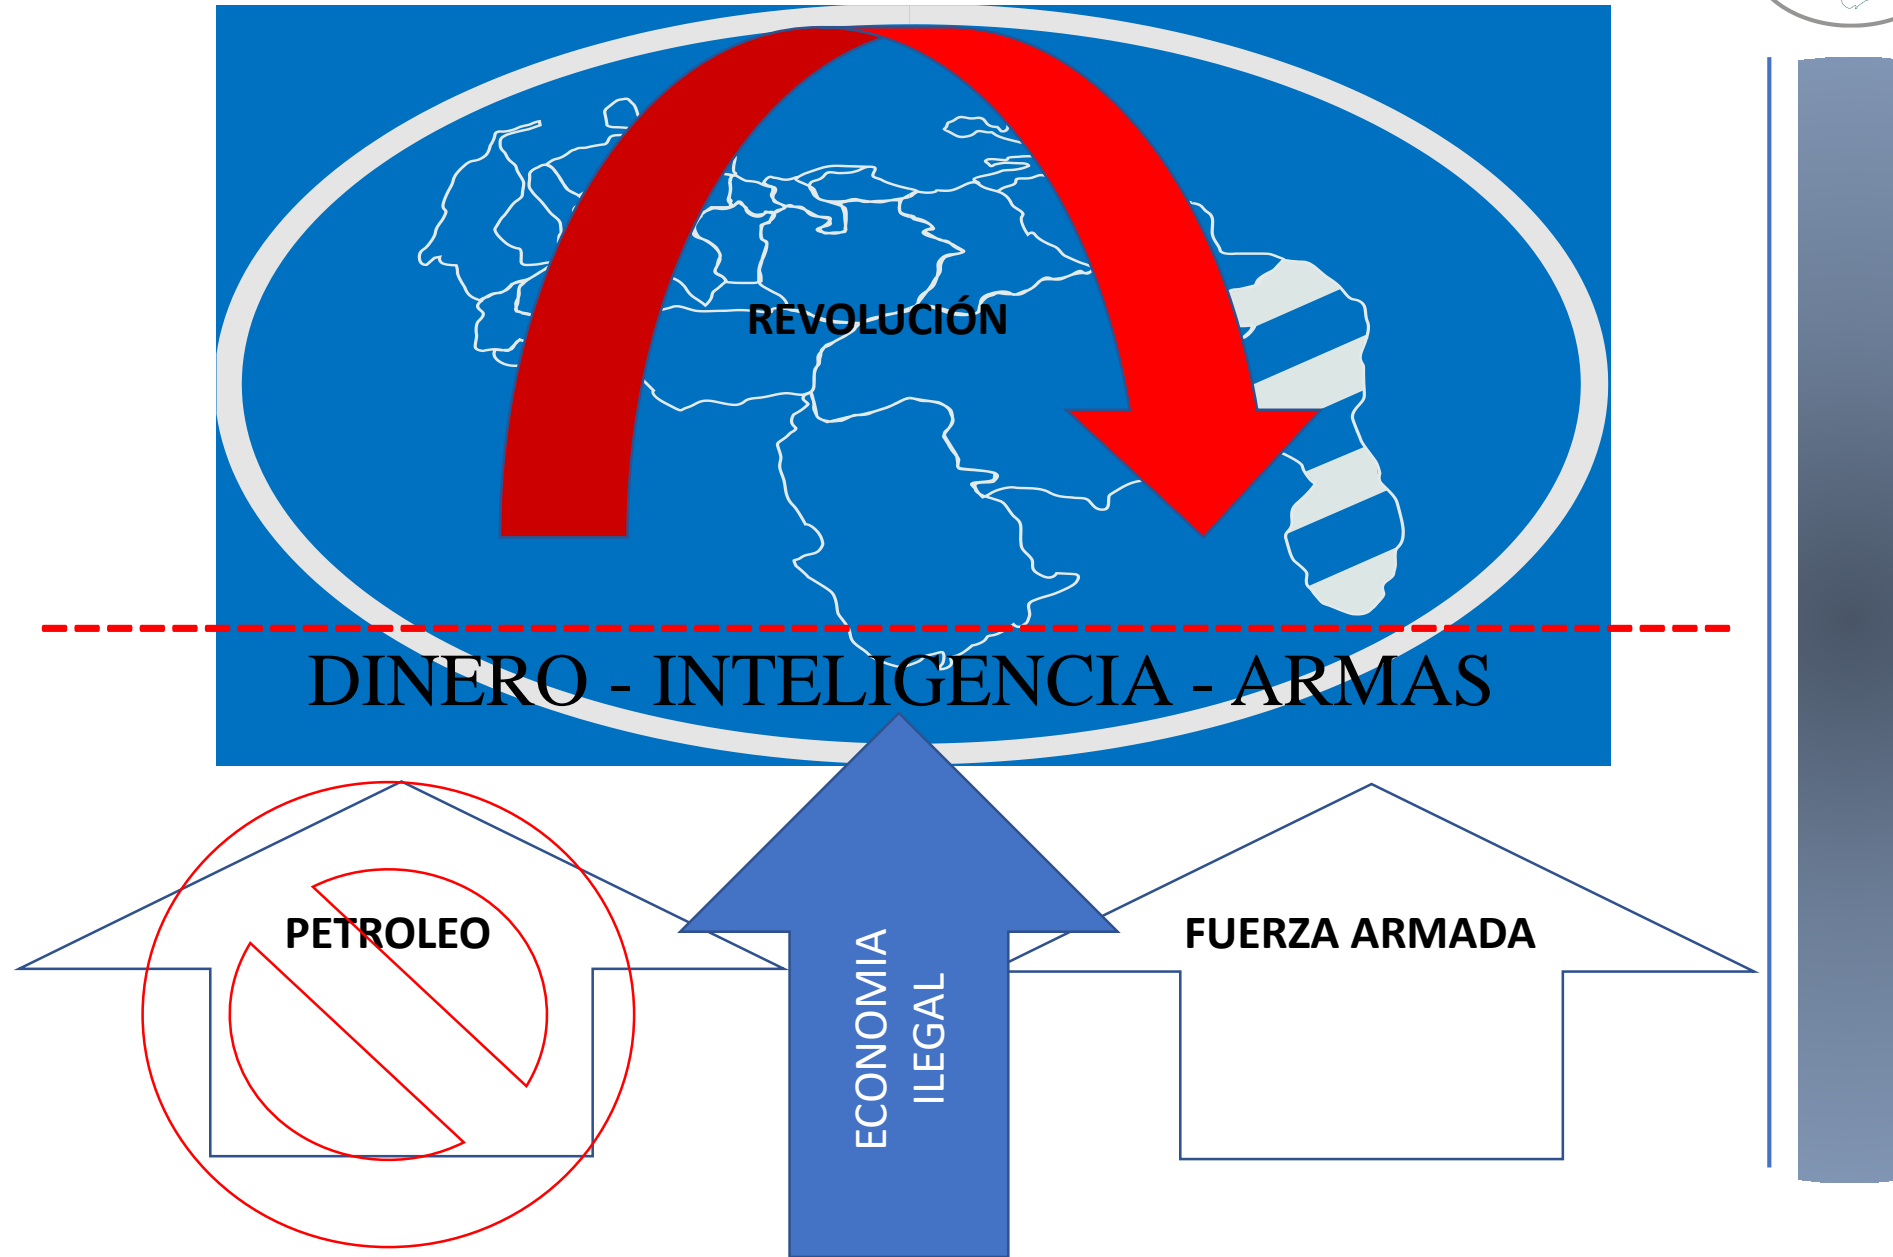 REVOLUCIÓN
DINERO - INTELIGENCIA - ARMAS
PETROLEO
ECONOMIA
ILEGAL
FUERZA ARMADA